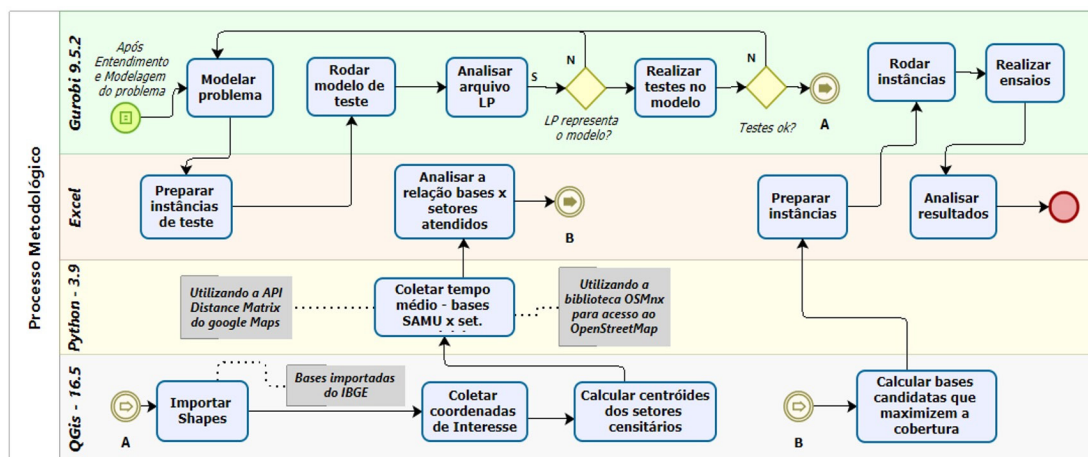 Processo Metodológico
Gurobi 9.5.2
Após
Entendimento
e Modelagem
do problema
Modelar
problema
Rodar
modelo de
teste
Analisar
arquivo
LP
S
N
LP representa
o modelo?
Realizar
testes no
modelo
N
Testes ok?
A
Rodar
instâncias
Realizar
ensaios
Excel
Preparar
instâncias
de teste
Analisar a
relação bases x
setores
atendidos
B
Preparar
instâncias
Analisar
resultados
Python - 3.9
Utilizando a API
Distance Matrix
do google Maps
Coletar tempo
médio - bases
SAMU x set.
Utilizando a
biblioteca OSMnx
para acesso ao
OpenStreetMap
QGis - 16.5
A
Importar
Shapes
Bases importadas
do IBGE
Coletar
coordenadas
de Interesse
Calcular centróides
dos setores
censitários
B
Calcular bases
candidatas que
maximizem a
cobertura